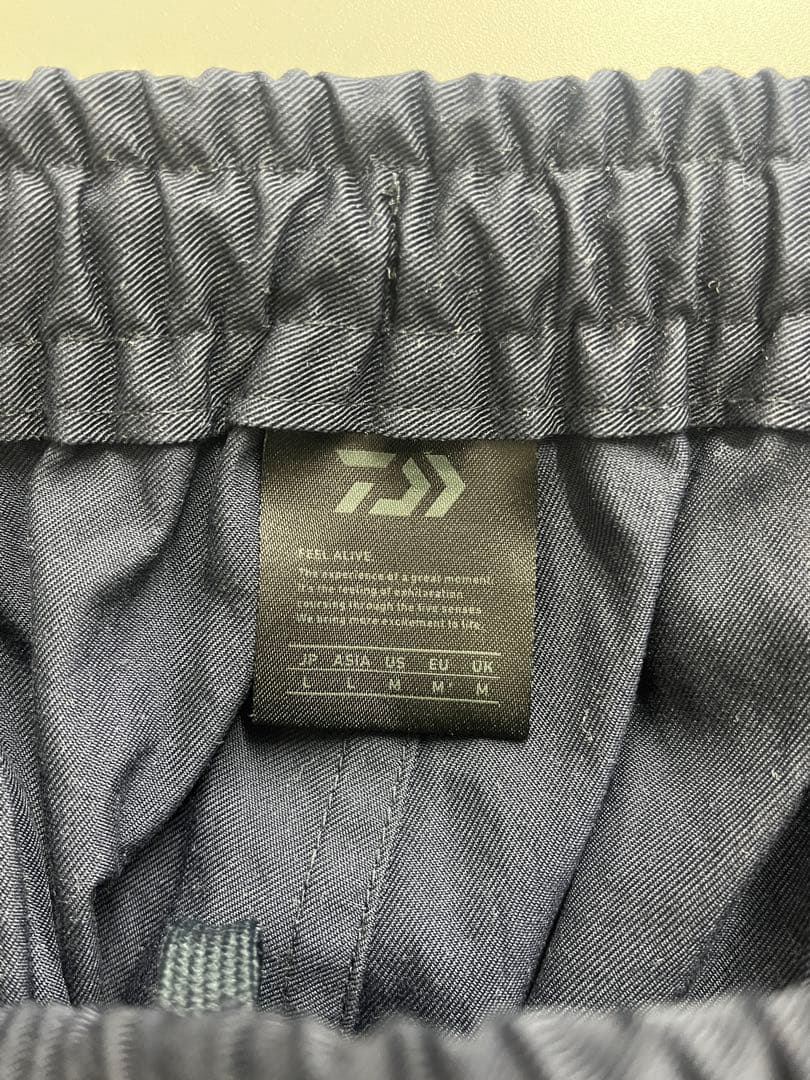 FEEL ALIVE.
The experience of a great moment.
It's the feeling of exhilaration
coursing through the five senses.
We bring more excitement to life.
JP ASIA US EU UK
L L M M M